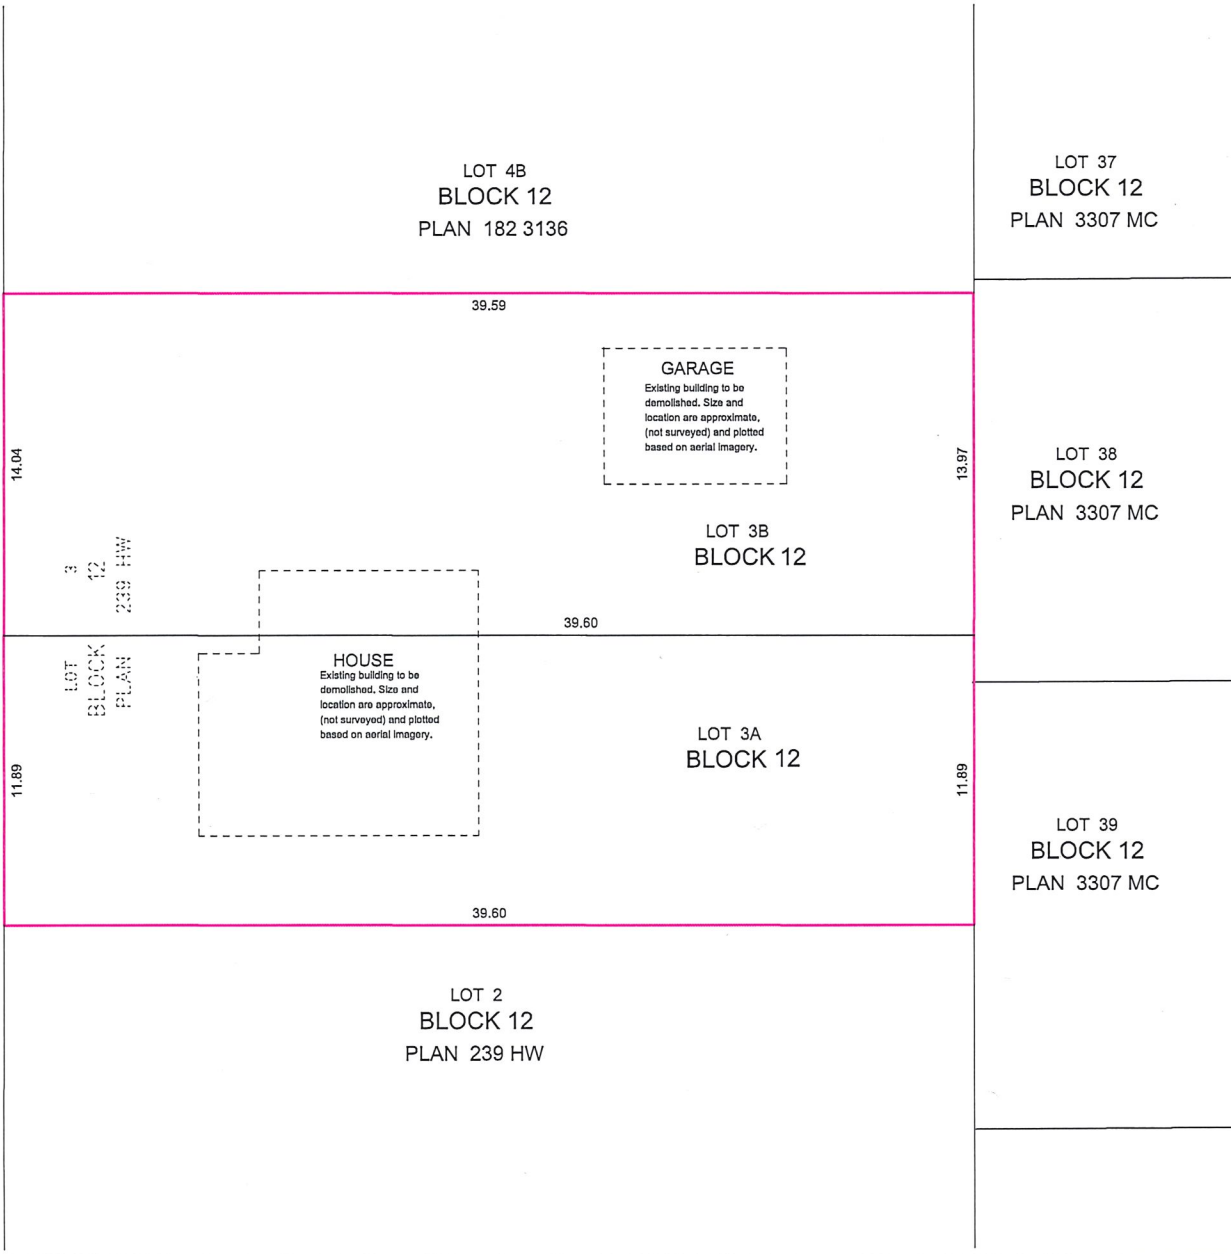 LOT 4B
BLOCK 12
PLAN 182 3136
LOT 37
BLOCK 12
PLAN 3307 MC
39.59
GARAGE
Existing building to be
demolished. Size and
location are approximate,
(not surveyed) and plotted
based on aerial imagery.
14.04
13.97
LOT 38
BLOCK 12
PLAN 3307 MC
LOT 3B
BLOCK 12
LOT 3
BLOCK 12
PLAN 239 HW
39.60
HOUSE
Existing building to be
demolished. Size and
location are approximate,
(not surveyed) and plotted
based on aerial imagery.
LOT 3A
BLOCK 12
11.89
11.89
LOT 39
BLOCK 12
PLAN 3307 MC
39.60
LOT 2
BLOCK 12
PLAN 239 HW